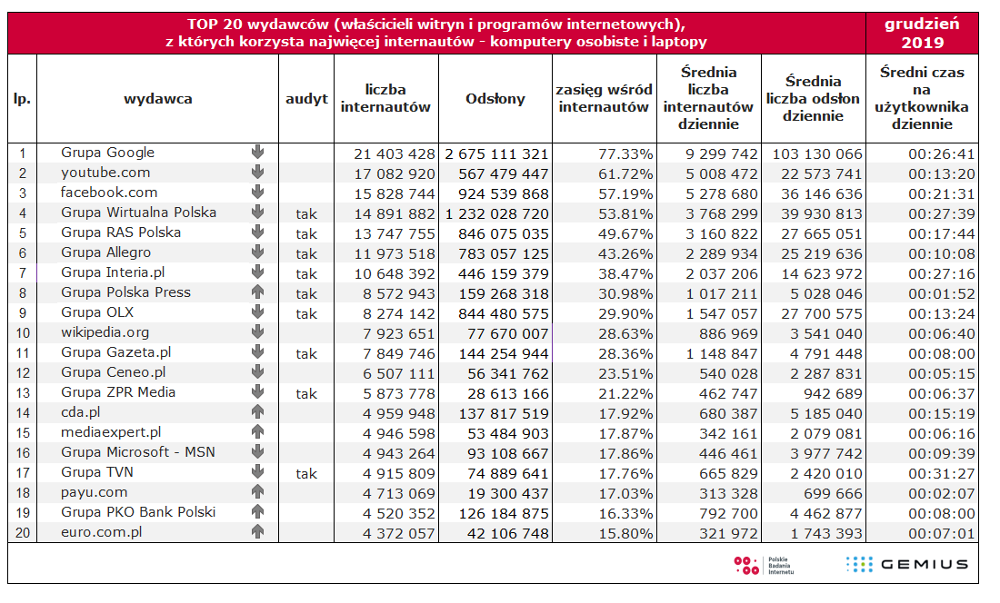 TOP 20 wydawców (właścicieli witryn i programów internetowych),
z których korzysta najwięcej internautów - komputery osobiste i laptopy
grudzień
2019
lp.
wydawca
audyt
liczba
internautów
Odsłony
zasięg wśród
internautów
Średnia
liczba
internautów
dziennie
Średnia
liczba odsłon
dziennie
Średni czas
na
użytkownika
dziennie
1 Grupa Google 21 403 428 2 675 111 321 77.33% 9 299 742 103 130 066 00:26:41
2 youtube.com 17 082 920 567 479 447 61.72% 5 008 472 22 573 741 00:13:20
3 facebook.com 15 828 744 924 539 868 57.19% 5 278 680 36 146 636 00:21:31
4 Grupa Wirtualna Polska tak 14 891 882 1 232 028 720 53.81% 3 768 299 39 930 813 00:27:39
5 Grupa RAS Polska tak 13 747 755 846 075 035 49.67% 3 160 822 27 665 051 00:17:44
6 Grupa Allegro tak 11 973 518 783 057 125 43.26% 2 289 934 25 219 636 00:10:08
7 Grupa Interia.pl tak 10 648 392 446 159 379 38.47% 2 037 206 14 623 972 00:27:16
8 Grupa Polska Press tak 8 572 943 159 268 318 30.98% 1 017 211 5 028 046 00:01:52
9 Grupa OLX tak 8 274 142 844 480 575 29.90% 1 547 057 27 700 575 00:13:24
10 wikipedia.org 7 923 651 77 670 007 28.63% 886 969 3 541 040 00:06:40
11 Grupa Gazeta.pl tak 7 849 746 144 254 944 28.36% 1 148 847 4 791 448 00:08:00
12 Grupa Ceneo.pl 6 507 111 56 341 762 23.51% 540 028 2 287 831 00:05:15
13 Grupa ZPR Media tak 5 873 778 28 613 166 21.22% 462 747 942 689 00:06:37
14 cda.pl 4 959 948 137 817 519 17.92% 680 387 5 185 040 00:15:19
15 mediaexpert.pl 4 946 598 53 484 903 17.87% 342 161 2 079 081 00:06:16
16 Grupa Microsoft - MSN 4 943 264 93 108 667 17.86% 446 461 3 977 742 00:09:39
17 Grupa TVN tak 4 915 809 74 889 641 17.76% 665 829 2 420 010 00:31:27
18 payu.com 4 713 069 19 300 437 17.03% 313 328 699 666 00:02:07
19 Grupa PKO Bank Polski 4 520 352 126 184 875 16.33% 792 700 4 462 877 00:08:00
20 euro.com.pl 4 372 057 42 106 748 15.80% 321 972 1 743 393 00:07:01
Polskie
Badania
Internetu
GEMIUS